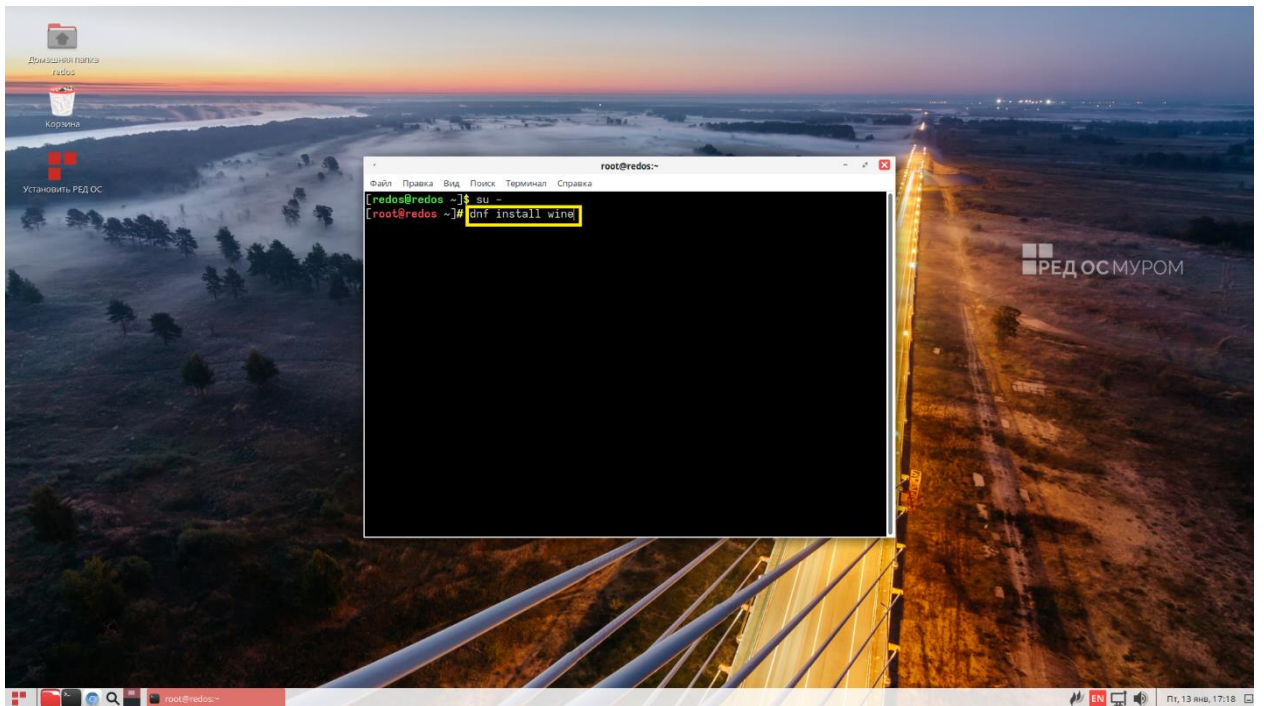 Домашняя папка
redos
Корзина
Установить РЕД ОС
root@redos:~
Файл Правка Вид Поиск Терминал Справка
[redos@redos ~]$ su -
[root@redos ~]# dnf install wine
РЕД ОС МУРОМ
root@redos:~
EN
Пт, 13 янв, 17:18